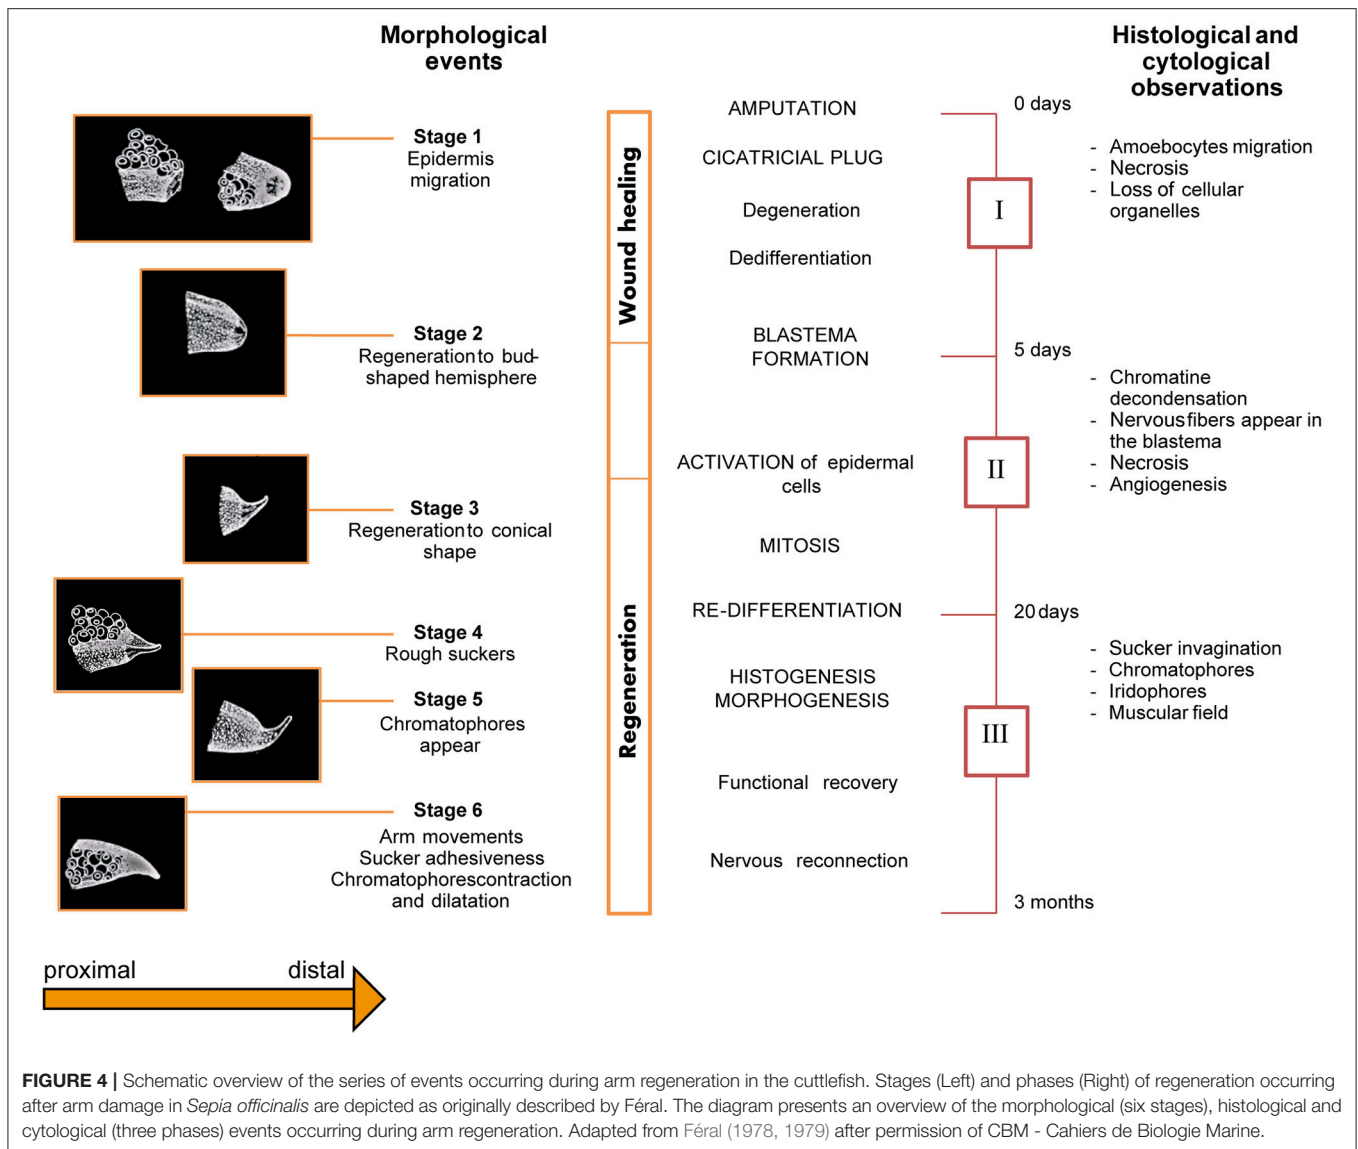 Morphological
events
Stage 1
Epidermis
migration
Stage 2
Regeneration to bud-
shaped hemisphere
Stage 3
Regeneration to conical
shape
Stage 4
Rough suckers
Stage 5
Chromatophores
appear
Stage 6
Arm movements
Sucker adhesiveness
Chromatophorescontraction
and dilatation
proximal
distal
Wound healing
Regeneration
AMPUTATION
CICATRICIAL PLUG
Degeneration
Dedifferentiation
BLASTEMA
FORMATION
ACTIVATION of epidermal
cells
MITOSIS
RE-DIFFERENTIATION
HISTOGENESIS
MORPHOGENESIS
Functional recovery
Nervous reconnection
0 days
I
5 days
II
20 days
III
3 months
Histological and
cytological
observations
- Amoebocytes migration
- Necrosis
- Loss of cellular
organelles
- Chromatine
decondensation
- Nervous fibers appear in
the blastema
- Necrosis
- Angiogenesis
- Sucker invagination
- Chromatophores
- Iridophores
- Muscular field
FIGURE 4 | Schematic overview of the series of events occurring during arm regeneration in the cuttlefish. Stages (Left) and phases (Right) of regeneration occurring
after arm damage in Sepia officinalis are depicted as originally described by Féral. The diagram presents an overview of the morphological (six stages), histological and
cytological (three phases) events occurring during arm regeneration. Adapted from Féral (1978, 1979) after permission of CBM - Cahiers de Biologie Marine.